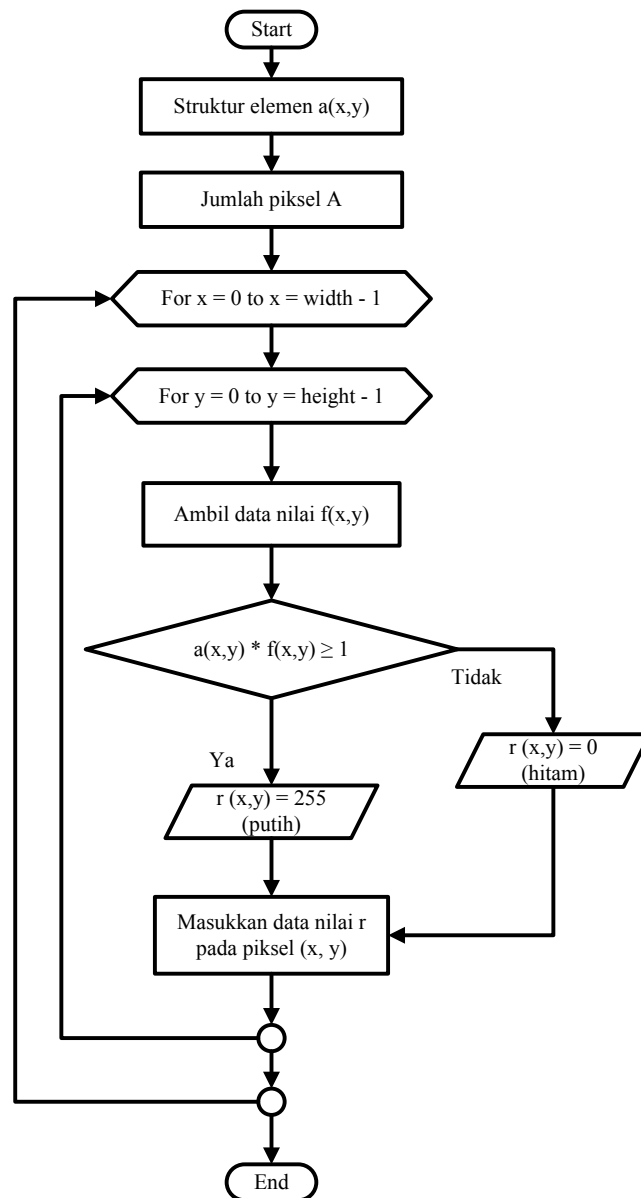 Start
Struktur elemen a(x,y)
Jumlah piksel A
For x = 0 to x = width - 1
For y = 0 to y = height - 1
Ambil data nilai f(x,y)
a(x,y) * f(x,y) ≥ 1
Tidak
r (x,y) = 0
(hitam)
Ya
r (x,y) = 255
(putih)
Masukkan data nilai r
pada piksel (x, y)
End